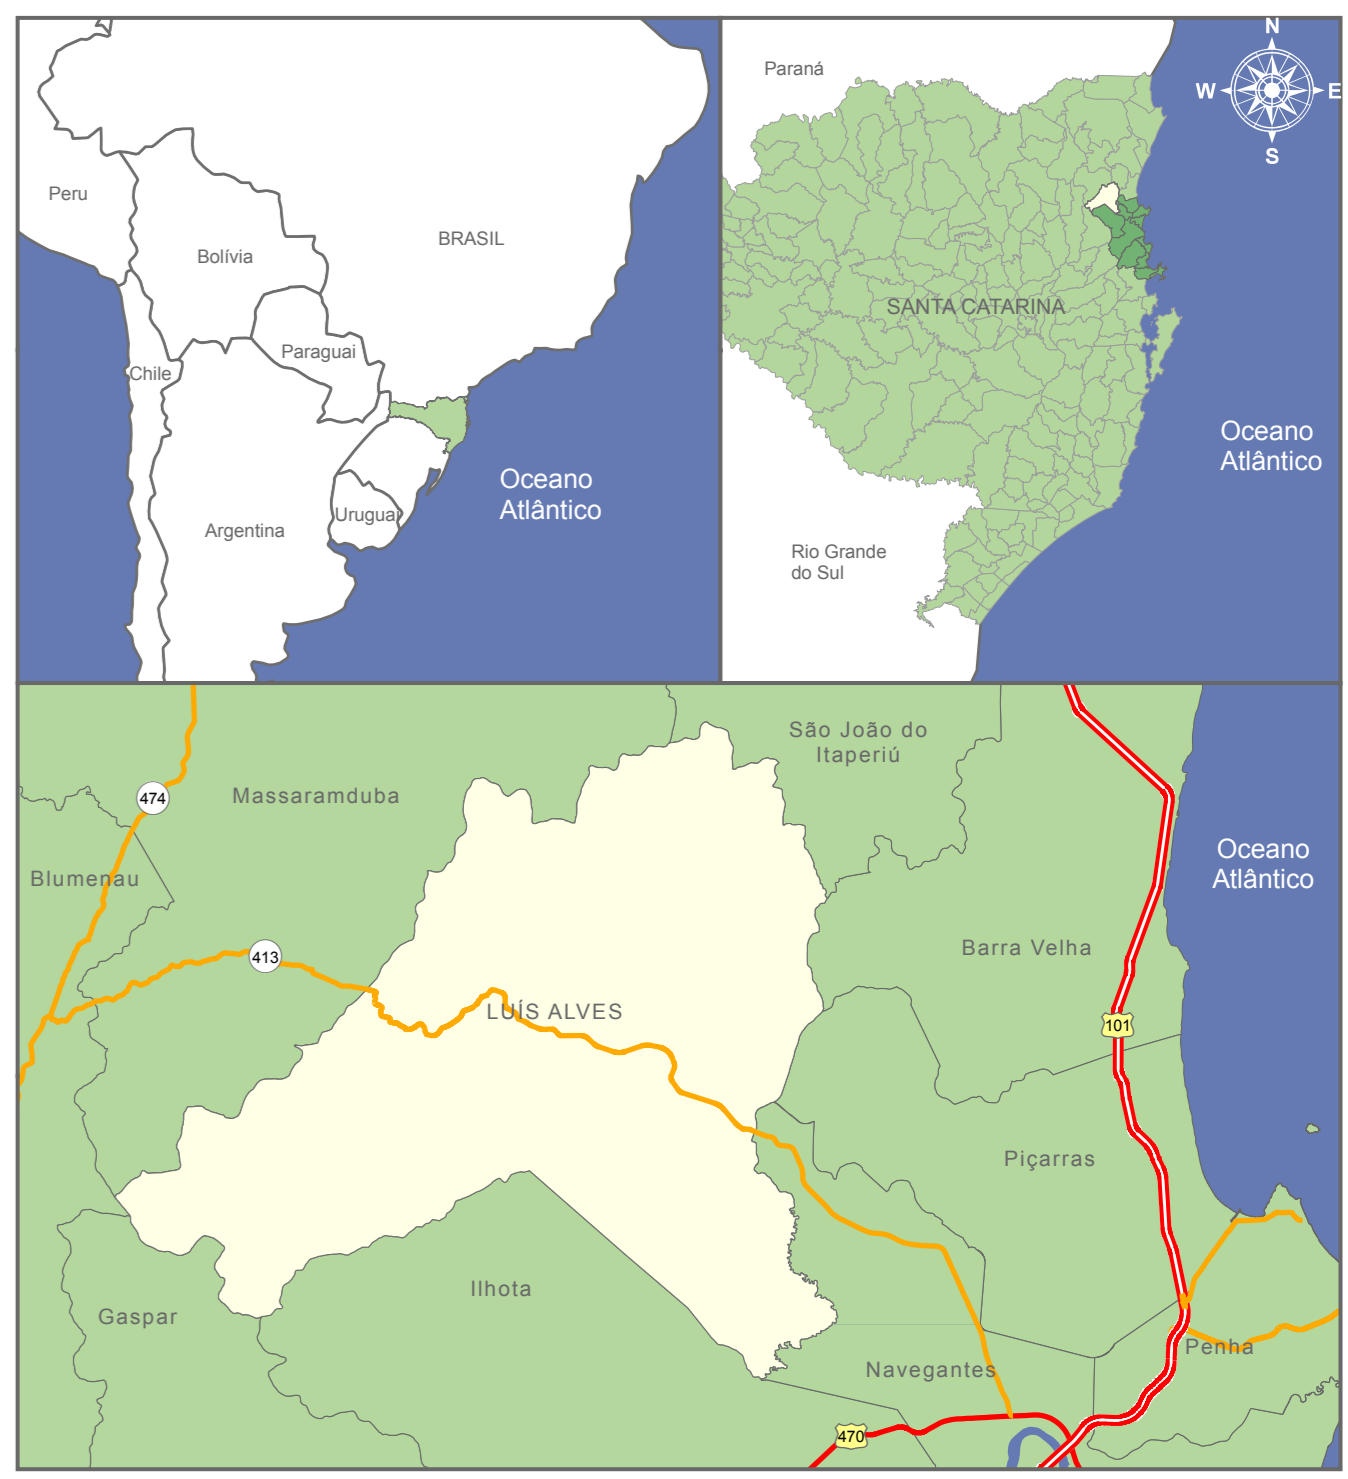 Peru
Bolívia
BRASIL
Paraguai
Chile
Argentina
Uruguai
Oceano
Atlântico
Paraná
N
W
E
S
SANTA CATARINA
Oceano
Atlântico
Rio Grande
do Sul
São João do
Itaperiú
Massaramduba
474
Blumenau
Oceano
Atlântico
413
Barra Velha
LUÍS ALVES
101
Piçarras
Ilhota
Gaspar
Penha
Navegantes
470